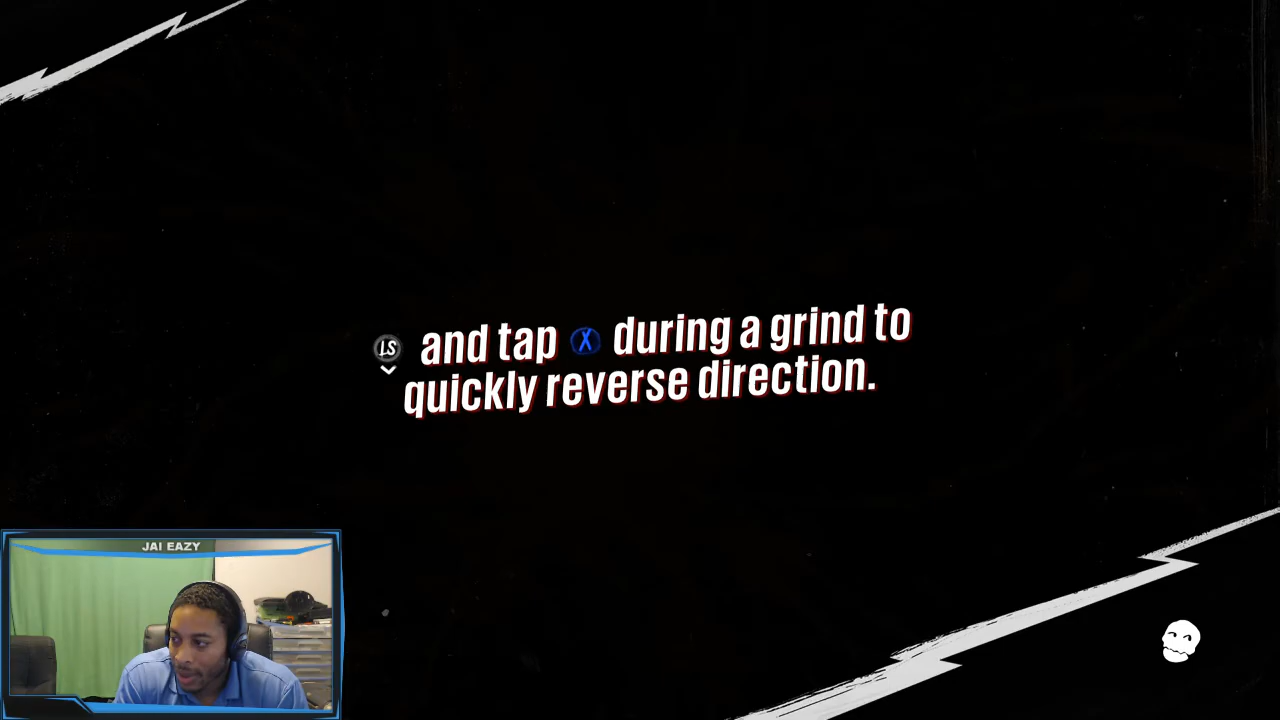 LS and tap X during a grind to
quickly reverse direction.
JAI EAZY